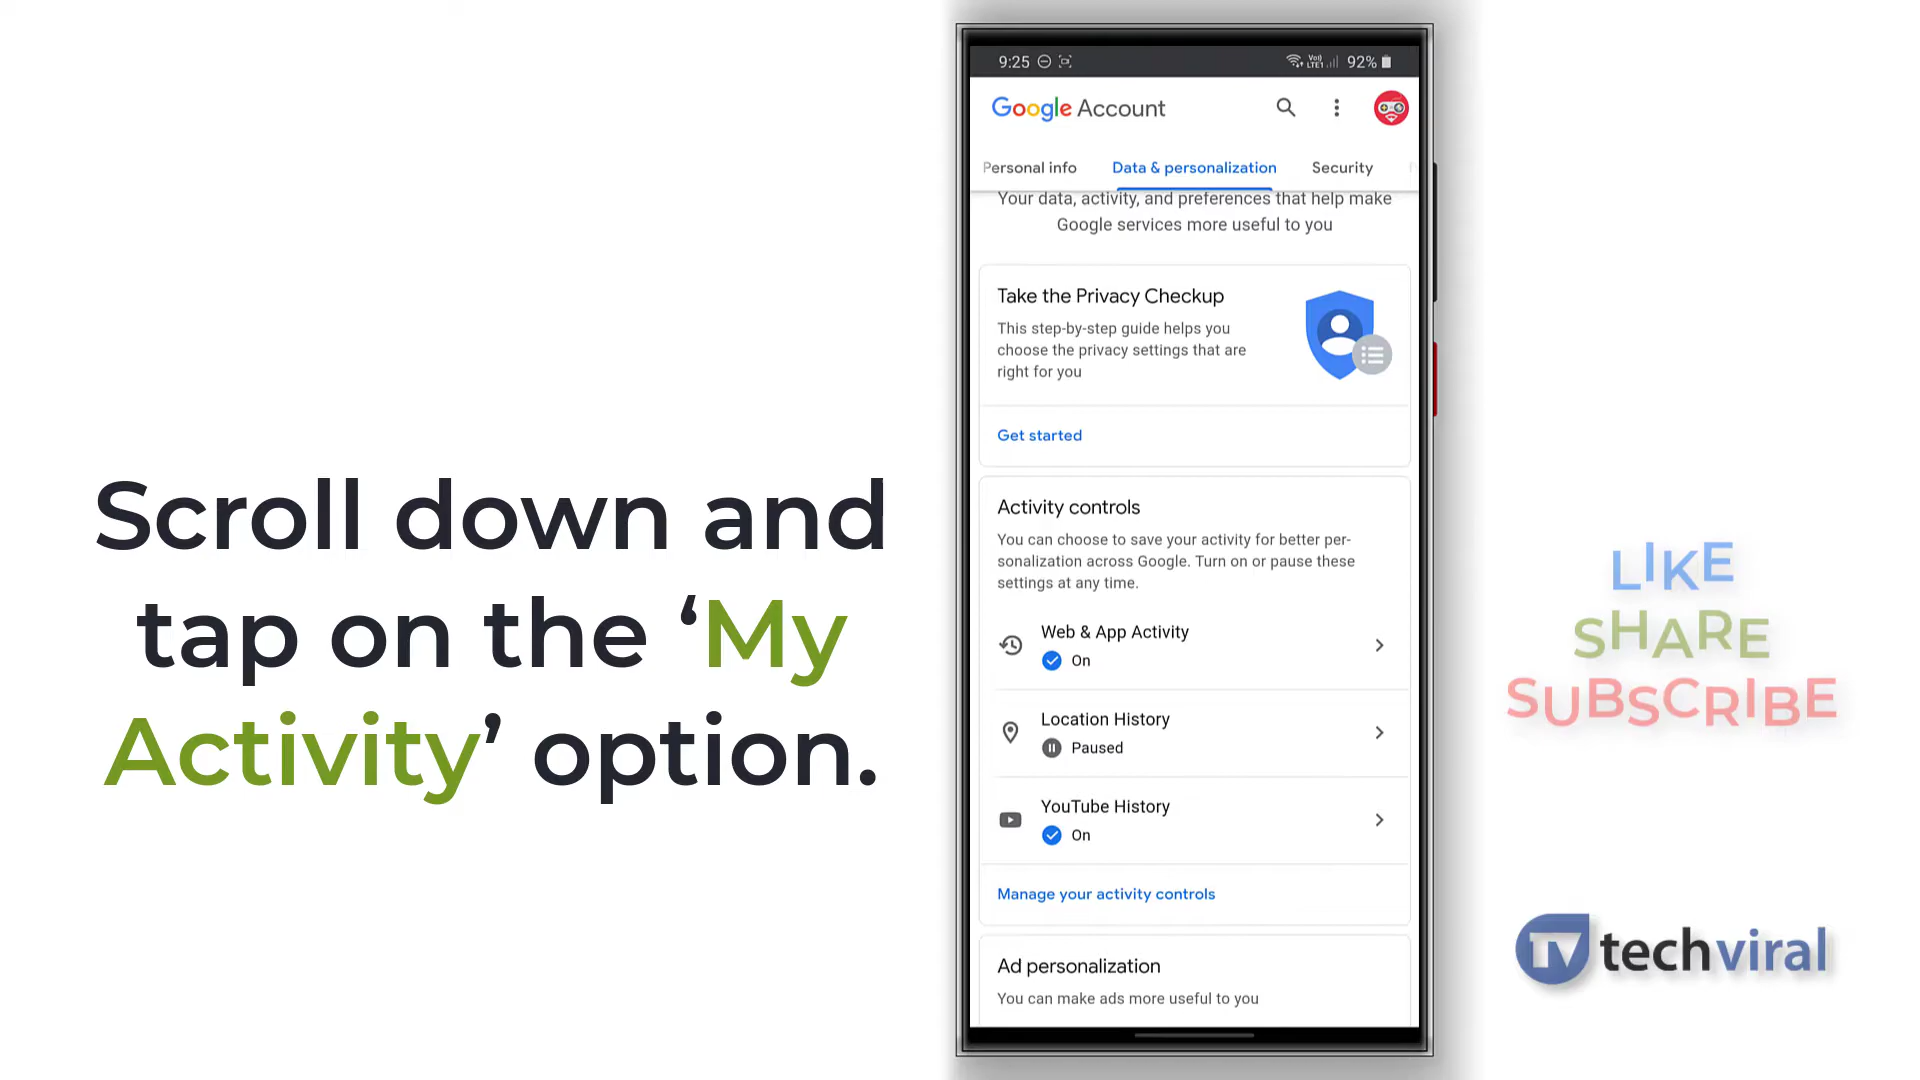 Scroll down and
tap on the ‘My
Activity’ option.
9:25
Vo) LTE1 92%
Google Account
Personal info Data & personalization Security
Your data, activity, and preferences that help make
Google services more useful to you
Take the Privacy Checkup
This step-by-step guide helps you
choose the privacy settings that are
right for you
Get started
Activity controls
You can choose to save your activity for better per-
sonalization across Google. Turn on or pause these
settings at any time.
Web & App Activity
On
Location History
Paused
YouTube History
On
Manage your activity controls
Ad personalization
You can make ads more useful to you
LIKE
SHARE
SUBSCRIBE
TV techviral